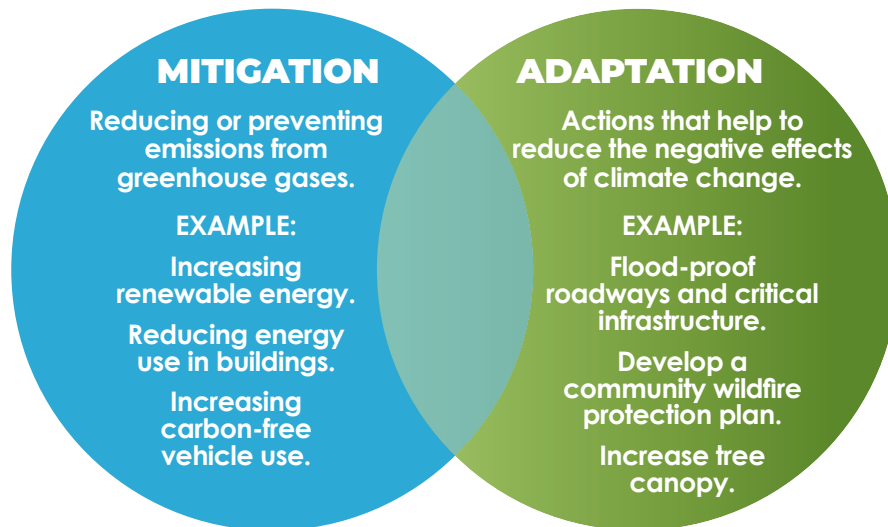 MITIGATION
Reducing or preventing
emissions from
greenhouse gases.
EXAMPLE:
Increasing
renewable energy.
Reducing energy
use in buildings.
Increasing
carbon-free
vehicle use.
ADAPTATION
Actions that help to
reduce the negative effects
of climate change.
EXAMPLE:
Flood-proof
roadways and critical
infrastructure.
Develop a
community wildfire
protection plan.
Increase tree
canopy.